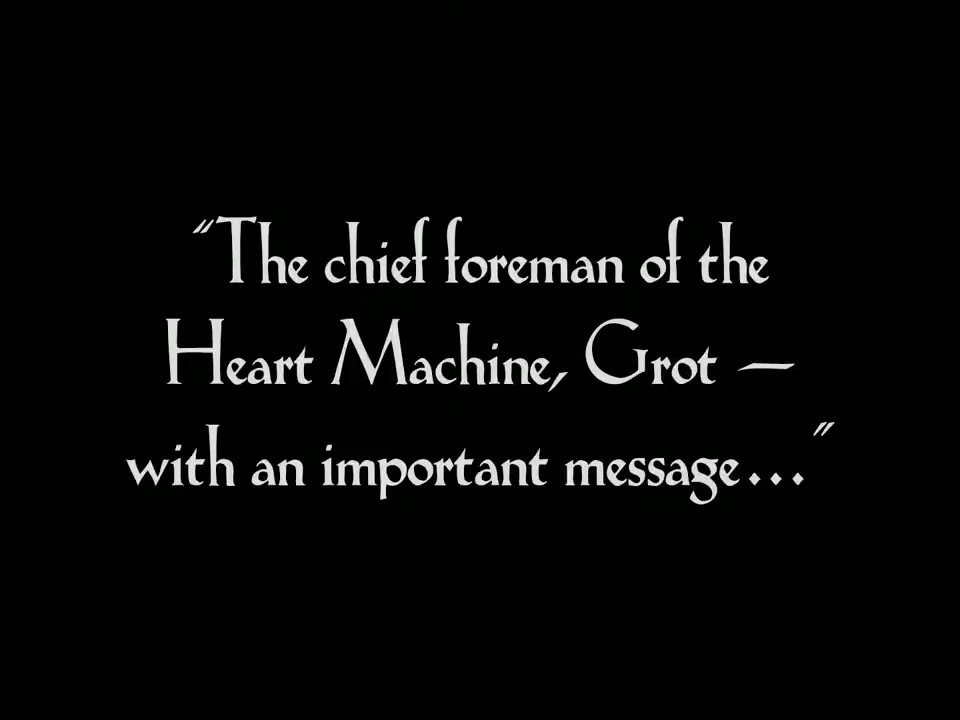 “The chief foreman of the
Heart Machine, Grot —
with an important message...”